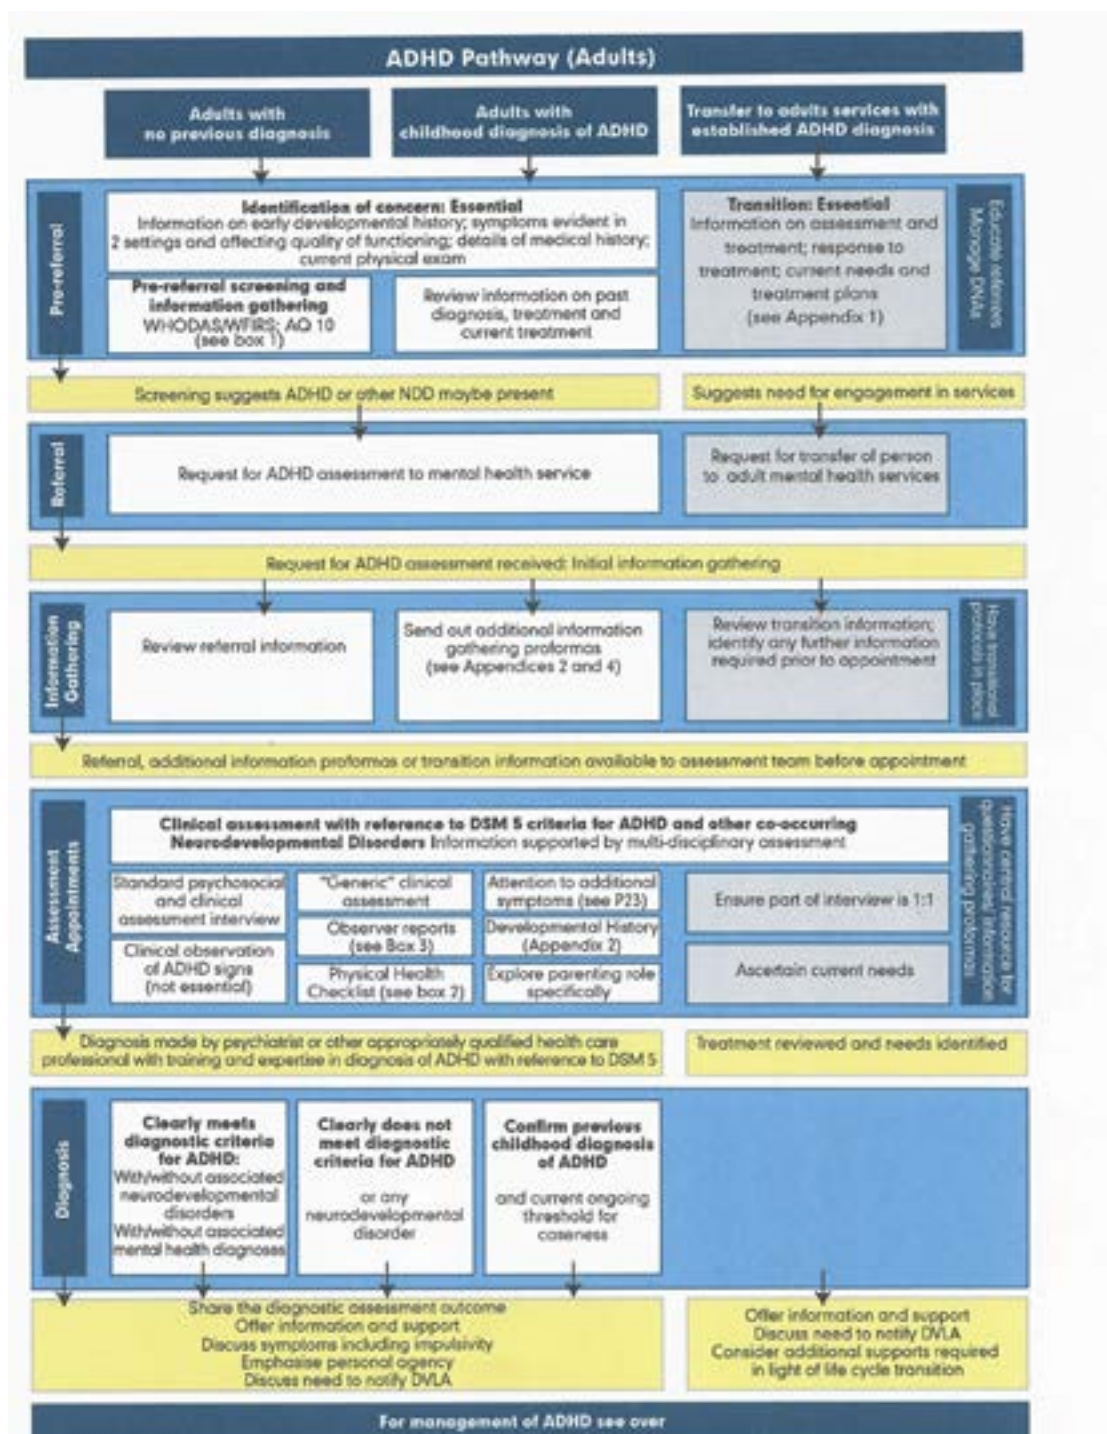 ADHD Pathway (Adults)
Adults with
no previous diagnosis
Adults with
childhood diagnosis of ADHD
Transfer to adults services with
established ADHD diagnosis
Pre-referral
Identification of concern: Essential
Information on early developmental history; symptoms evident in
2 settings and affecting quality of functioning; details of medical history;
current physical exam
Pre-referral screening and
information gathering
WHODAS/WFIRS; AQ 10
(see box 1)
Review information on past
diagnosis, treatment and
current treatment
Transition: Essential
Information on assessment and
treatment; response to
treatment; current needs and
treatment plans
(see Appendix 1)
Educate referrers
Manage DNAs
Screening suggests ADHD or other NDD maybe present
Suggests need for engagement in services
Referral
Request for ADHD assessment to mental health service
Request for transfer of person
to adult mental health services
Request for ADHD assessment received: Initial information gathering
Information
Gathering
Review referral information
Send out additional information
gathering proformas
(see Appendices 2 and 4)
Review transition information;
identify any further information
required prior to appointment
Have transitional
protocols in place
Referral, additional information proformas or transition information available to assessment team before appointment
Assessment
Appointments
Clinical assessment with reference to DSM 5 criteria for ADHD and other co-occurring
Neurodevelopmental Disorders Information supported by multi-disciplinary assessment
Standard psychosocial
and clinical
assessment interview
Clinical observation
of ADHD signs
(not essential)
"Generic" clinical
assessment
Observer reports
(see Box 3)
Physical Health
Checklist (see box 2)
Attention to additional
symptoms (see P23)
Developmental History
(Appendix 2)
Explore parenting role
specifically
Ensure part of interview is 1:1
Ascertain current needs
Have central resource for
questionnaires information
gathering proformas
Diagnosis made by psychiatrist or other appropriately qualified health care
professional with training and expertise in diagnosis of ADHD with reference to DSM 5
Treatment reviewed and needs identified
Diagnosis
Clearly meets
diagnostic criteria
for ADHD:
With/without associated
neurodevelopmental
disorders
With/without associated
mental health diagnoses
Clearly does not
meet diagnostic
criteria for ADHD
or any
neurodevelopmental
disorder
Confirm previous
childhood diagnosis
of ADHD
and current ongoing
threshold for
caseness
Share the diagnostic assessment outcome
Offer information and support
Discuss symptoms including impulsivity
Emphasise personal agency
Discuss need to notify DVLA
Offer information and support
Discuss need to notify DVLA
Consider additional supports required
in light of life cycle transition
For management of ADHD see over